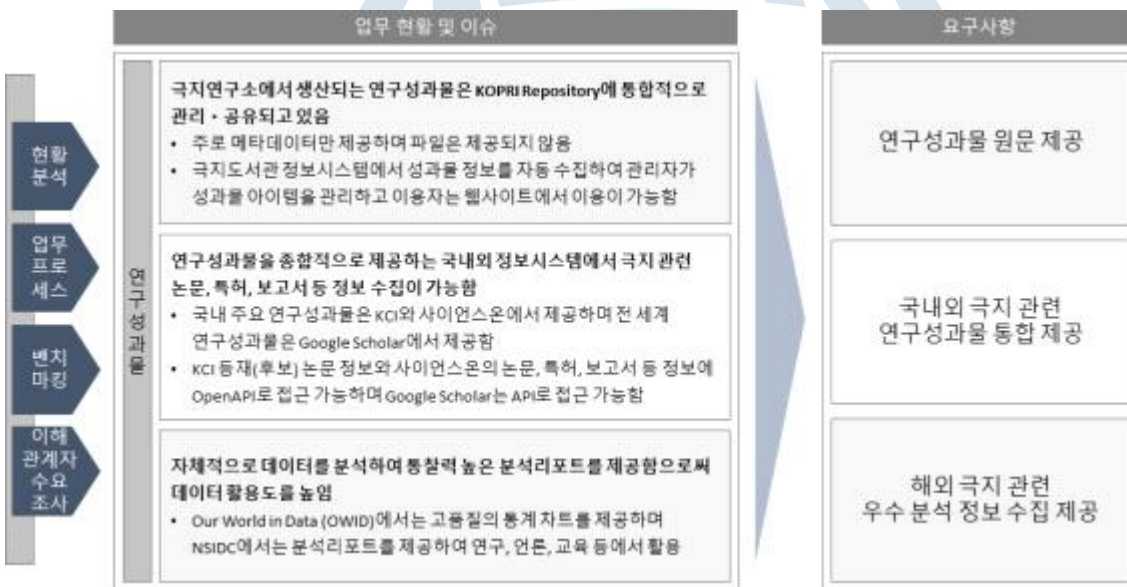 업무 현황 및 이슈
요구사항
현황
분석
업무
프로
세스
벤치
마킹
이해
관계자
수요
조사
연구성과물
극지연구소에서 생산되는 연구성과물은 KOPRI Repository에 통합적으로
관리・공유되고 있음
• 주로 메타데이터만 제공하며 파일은 제공되지 않음
• 극지도서관 정보시스템에서 성과물 정보를 자동 수집하여 관리자가
성과물 아이템을 관리하고 이용자는 웹사이트에서 이용이 가능함
연구성과물 원문 제공
연구성과물을 종합적으로 제공하는 국내외 정보시스템에서 극지 관련
논문, 특허, 보고서 등 정보 수집이 가능함
• 국내 주요 연구성과물은 KCI와 사이언스온에서 제공하며 전 세계
연구성과물은 Google Scholar에서 제공함
• KCI 등재(후보) 논문 정보와 사이언스온의 논문, 특허, 보고서 등 정보에
OpenAPI로 접근 가능하며 Google Scholar는 API로 접근 가능함
국내외 극지 관련
연구성과물 통합 제공
자체적으로 데이터를 분석하여 통찰력 높은 분석리포트를 제공함으로써
데이터 활용도를 높임
• Our World in Data (OWID)에서는 고품질의 통계 차트를 제공하며
NSIDC에서는 분석리포트를 제공하여 연구, 언론, 교육 등에서 활용
해외 극지 관련
우수 분석 정보 수집 제공